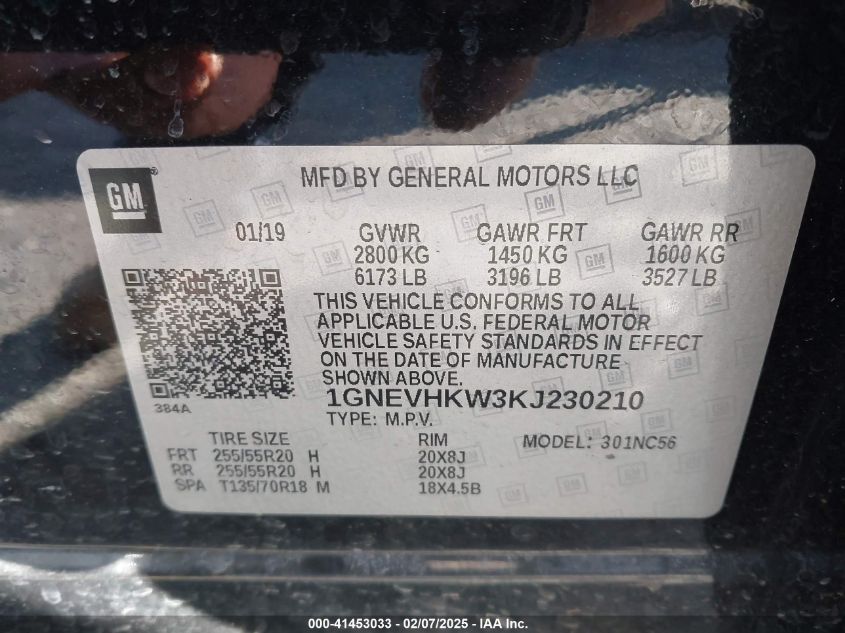 GM
®
MFD BY GENERAL MOTORS LLC
01/19 GVWR GAWR FRT GAWR RR
2800 KG 1450 KG 1600 KG
6173 LB 3196 LB 3527 LB
THIS VEHICLE CONFORMS TO ALL
APPLICABLE U.S. FEDERAL MOTOR
VEHICLE SAFETY STANDARDS IN EFFECT
ON THE DATE OF MANUFACTURE
SHOWN ABOVE.
384A
1GNEVHKW3KJ230210
TYPE: M.P.V.
TIRE SIZE RIM MODEL: 301NC56
FRT 255/55R20 H 20X8J
RR 255/55R20 H 20X8J
SPA T135/70R18 M 18X4.5B
000-41453033 - 02/07/2025 - IAA Inc.